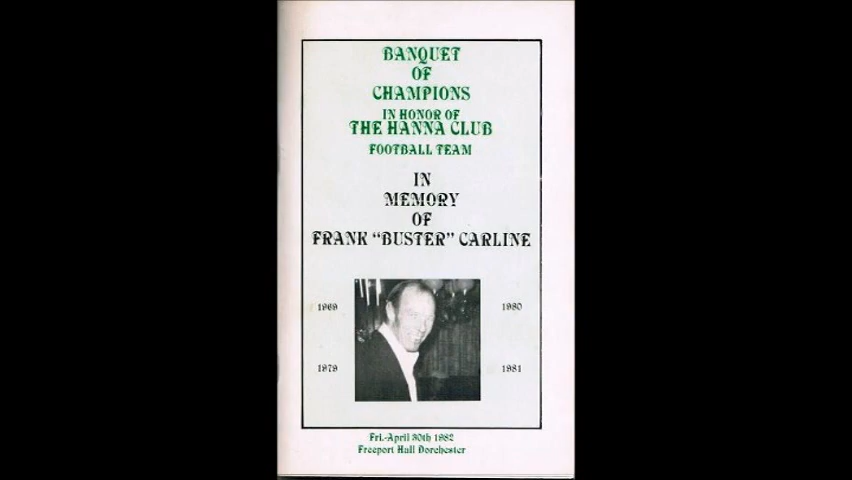 BANQUET
OF
CHAMPIONS
IN HONOR OF
THE HANNA CLUB
FOOTBALL TEAM
IN
MEMORY
OF
FRANK "BUSTER" CARLINE
1969 1980
1979 1981
Fri.-April 30th 1982
Freeport Hall Dorchester